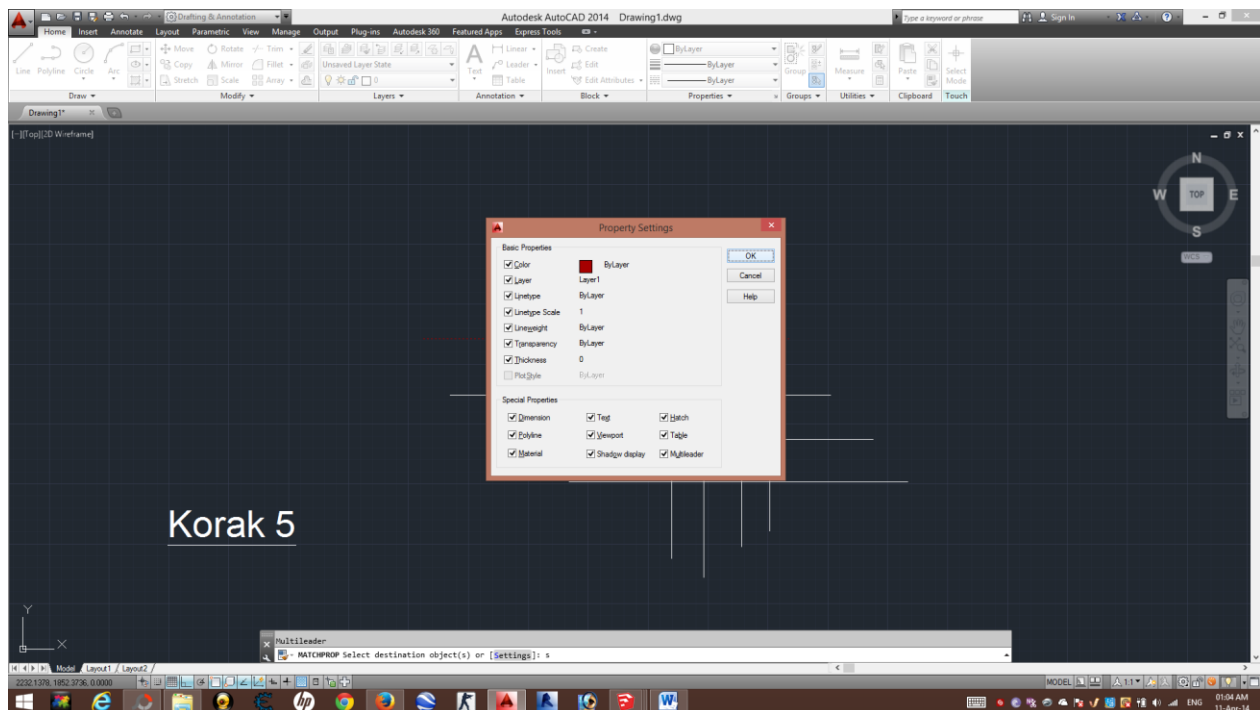 Drafting & Annotation
Autodesk AutoCAD 2014 Drawing1.dwg
Type a keyword or phrase
Sign In
Home Insert Annotate Layout Parametric View Manage Output Plug-ins Autodesk 360 Featured Apps Express Tools
Move Rotate Trim
Line Polyline Circle Arc
Copy Mirror Fillet
Stretch Scale Array
Unsaved Layer State
0
Text
Linear
Leader
Table
Insert
Create
Edit
Edit Attributes
ByLayer
ByLayer
ByLayer
Group
Measure
Paste
Select Mode
Draw Modify Layers Annotation Block Properties Groups Utilities Clipboard Touch
Drawing1*
[-][Top][2D Wireframe]
N
W TOP E
S
WCS
Property Settings
Basic Properties
Color ByLayer
Layer Layer1
Linetype ByLayer
Linetype Scale 1
Lineweight ByLayer
Transparency ByLayer
Thickness 0
PlotStyle ByLayer
OK
Cancel
Help
Special Properties
Dimension Text Hatch
Polyline Viewport Table
Material Shadow display Multileader
Korak 5
Y
X
Multileader
MATCHPROP Select destination object(s) or [Settings]: s
Model Layout1 Layout2
2232.1378, 1852.3736, 0.0000
MODEL
1:1
ENG
01:04 AM
11-Apr-14